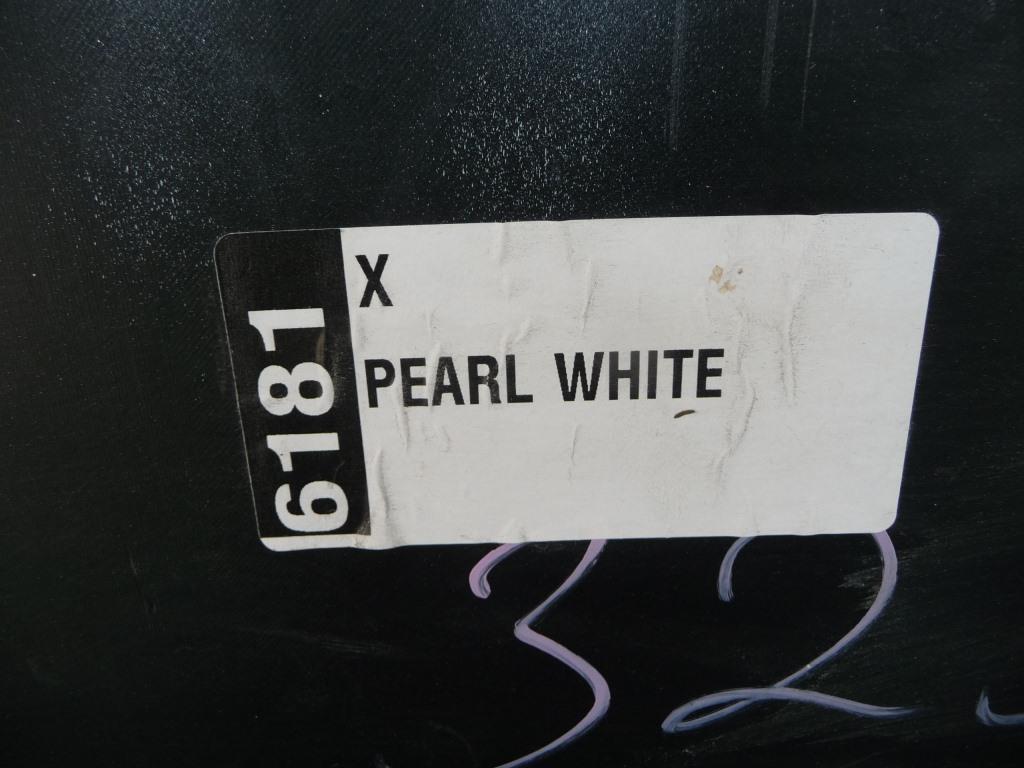 6181
X
PEARL WHITE
32